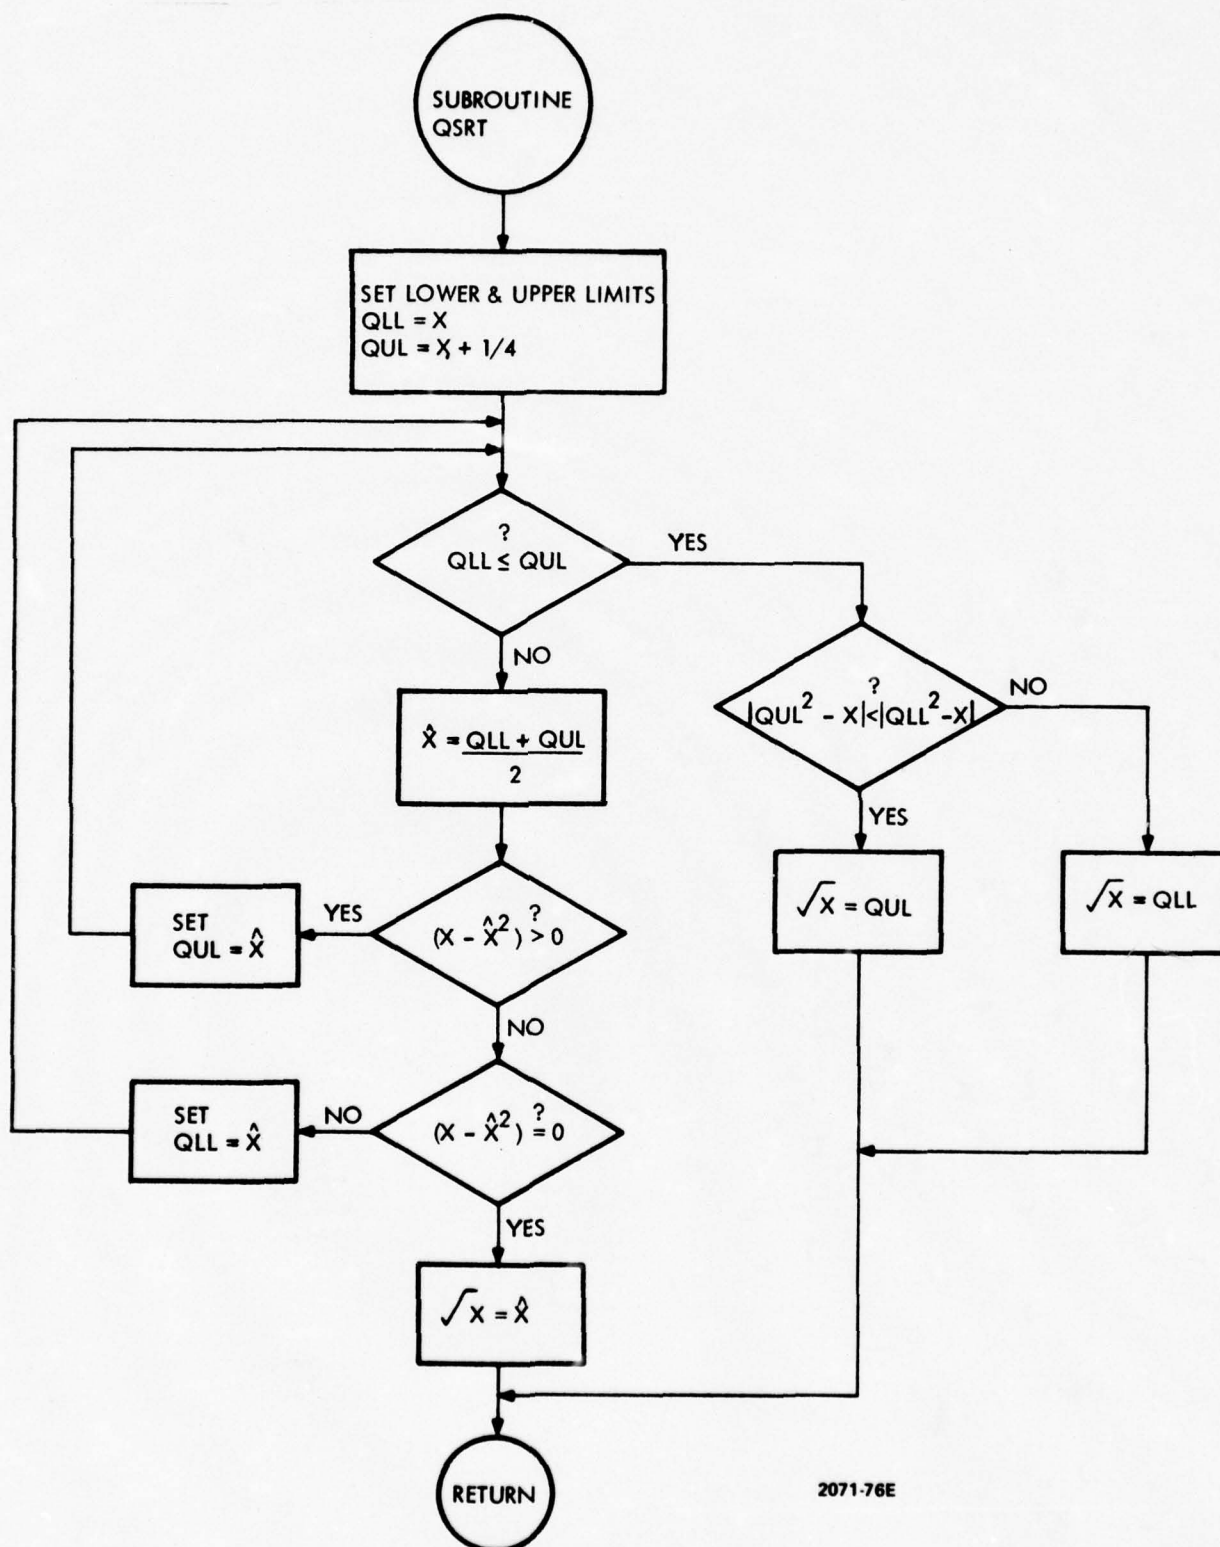 SUBROUTINE
QSRT
SET LOWER & UPPER LIMITS
QLL = X
QUL = X + 1/4
?
QLL ≤ QUL
YES
NO
X̂ = QLL + QUL
2
?
|QUL² - X|<|QLL²-X|
NO
YES
√X = QUL
√X = QLL
?
(X - X̂²) > 0
YES
SET
QUL = X̂
NO
?
(X - X̂²) = 0
NO
SET
QLL = X̂
YES
√X = X̂
RETURN
2071-76E